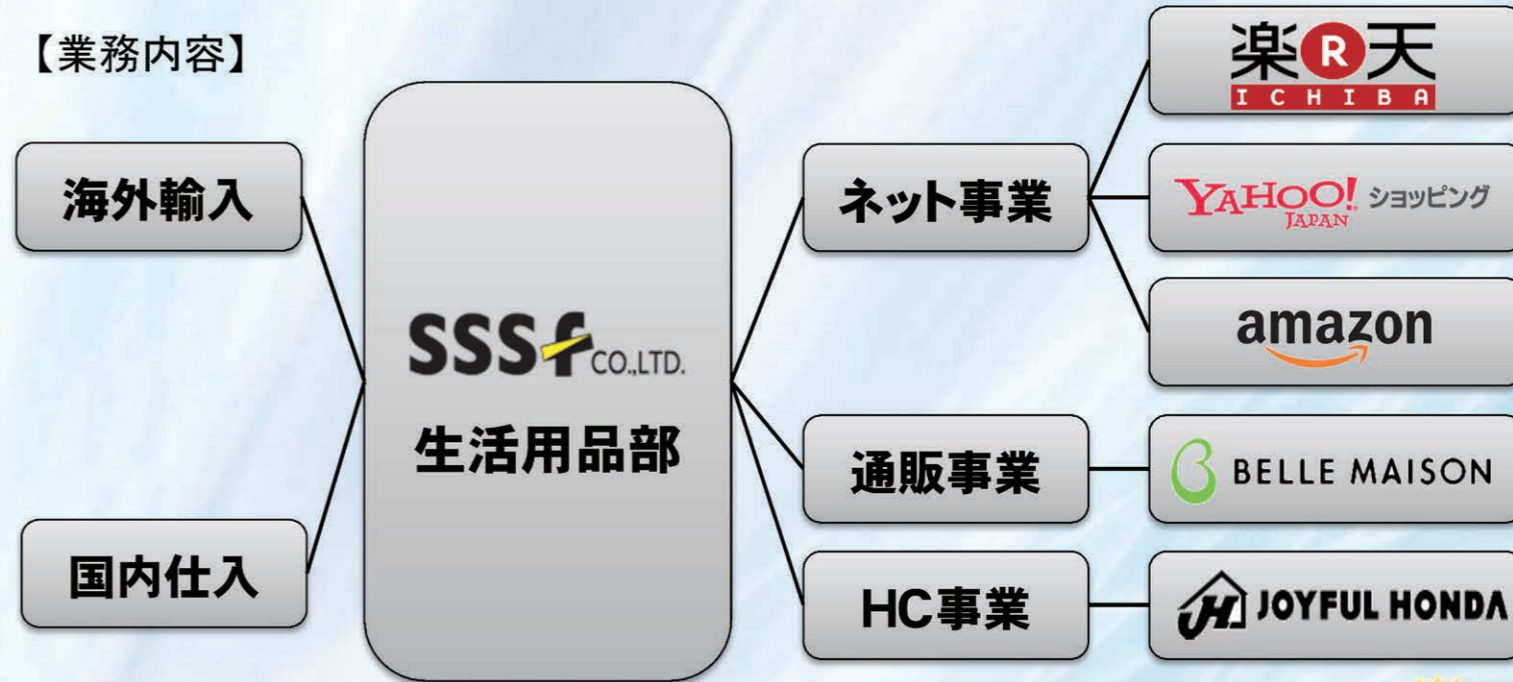 【業務内容】
海外輸入
国内仕入
SSSf CO.,LTD.
生活用品部
ネット事業
通販事業
HC事業
楽R天
ICHIBA
YAHOO! ショッピング
JAPAN
amazon
BELLE MAISON
JH JOYFUL HONDA